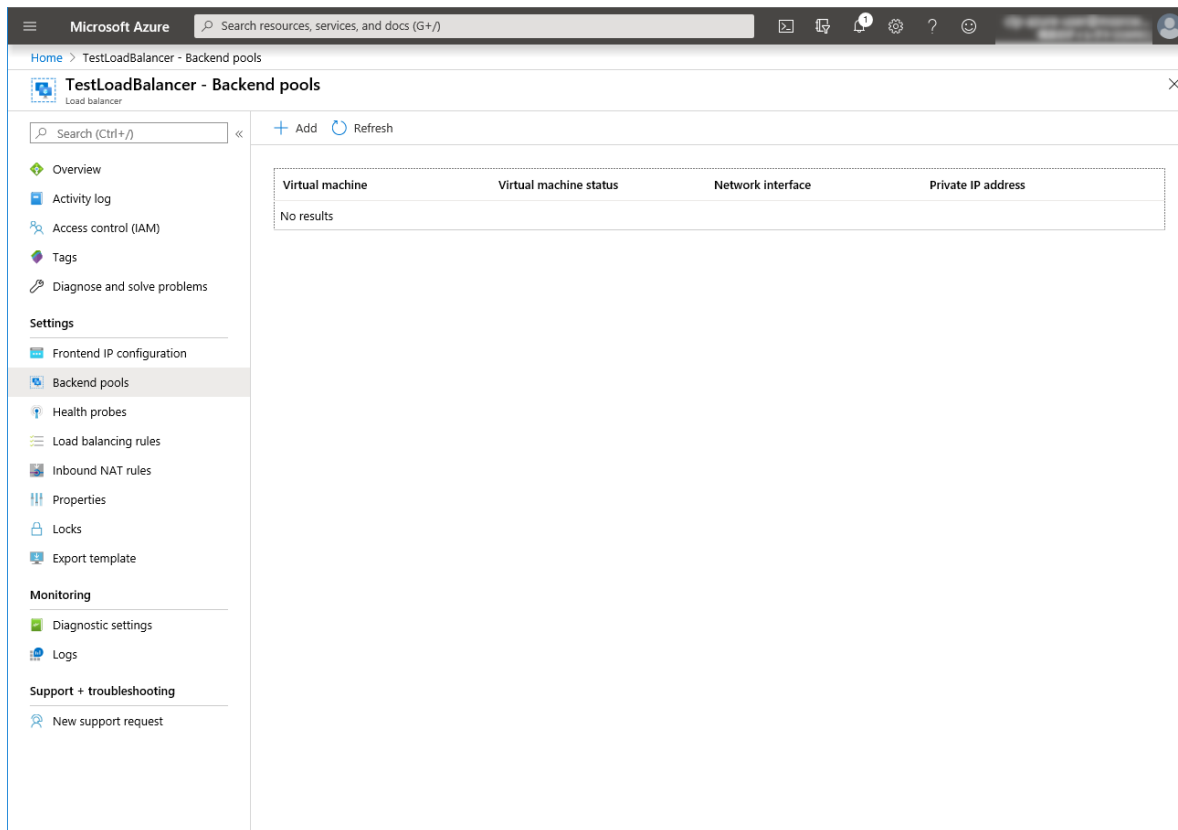 Microsoft Azure
Search resources, services, and docs (G+/)
1
Home > TestLoadBalancer - Backend pools
TestLoadBalancer - Backend pools
Load balancer
Search (Ctrl+/)
«
Add
Refresh
Overview
Activity log
Access control (IAM)
Tags
Diagnose and solve problems
Settings
Frontend IP configuration
Backend pools
Health probes
Load balancing rules
Inbound NAT rules
Properties
Locks
Export template
Monitoring
Diagnostic settings
Logs
Support + troubleshooting
New support request
Virtual machine Virtual machine status Network interface Private IP address
No results